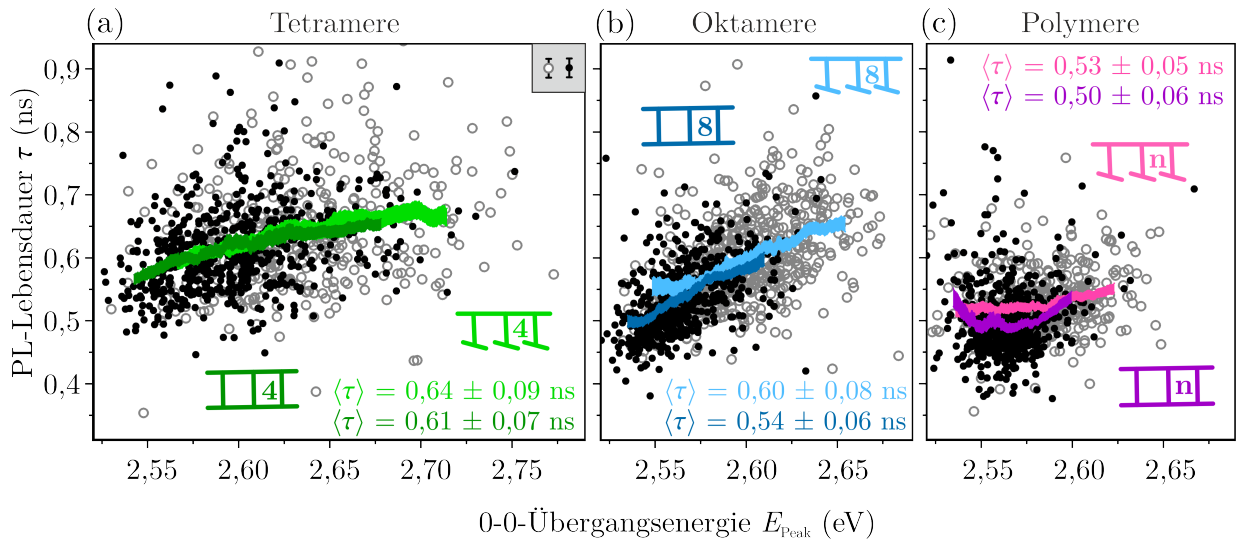 (a) Tetramere
(b) Oktamere
(c) Polymere
PL-Lebensdauer τ (ns)
0,9
0,8
0,7
0,6
0,5
0,4
4
4
⟨τ⟩ = 0,64 ± 0,09 ns
⟨τ⟩ = 0,61 ± 0,07 ns
2,55 2,60 2,65 2,70 2,75
8
8
⟨τ⟩ = 0,60 ± 0,08 ns
⟨τ⟩ = 0,54 ± 0,06 ns
2,55 2,60 2,65
⟨τ⟩ = 0,53 ± 0,05 ns
⟨τ⟩ = 0,50 ± 0,06 ns
n
n
2,55 2,60 2,65
0-0-Übergangsenergie E_Peak (eV)